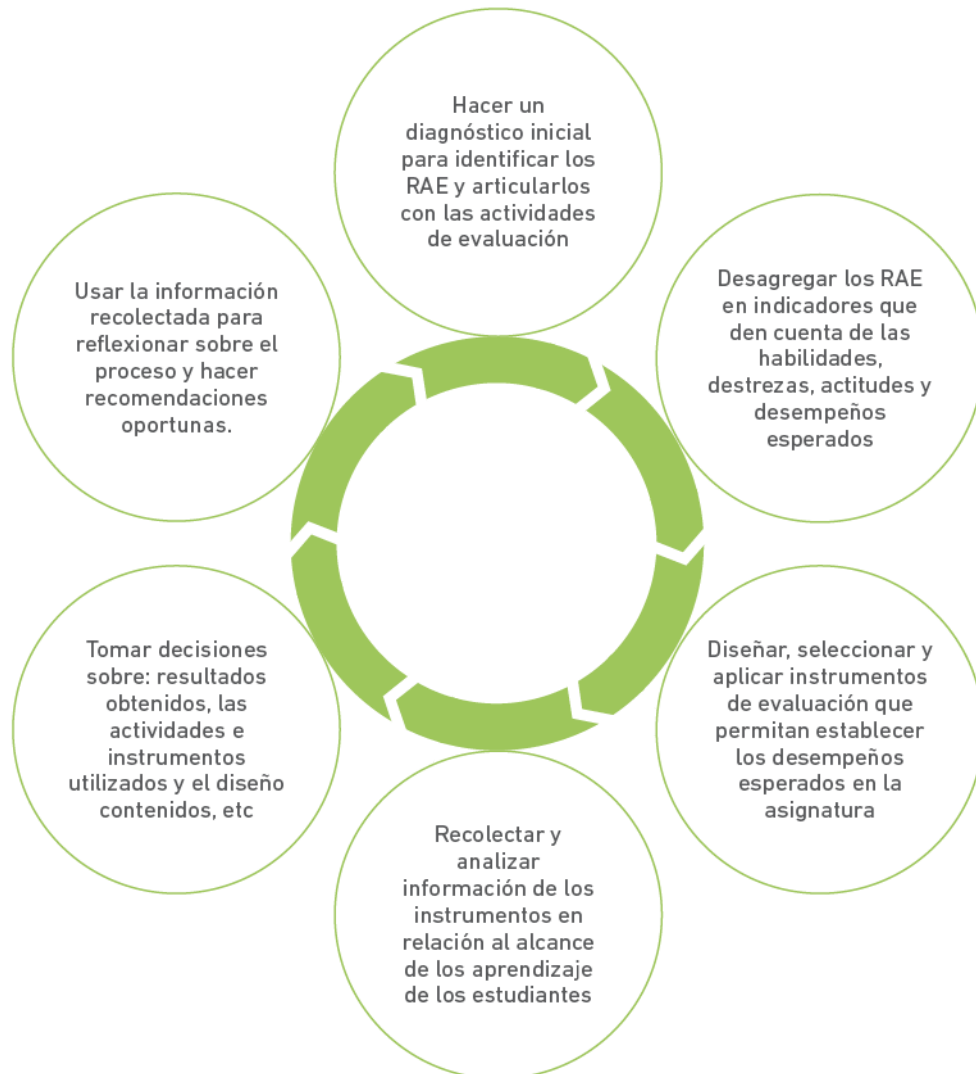 Hacer un
diagnóstico inicial
para identificar los
RAE y articularlos
con las actividades
de evaluación
Desagregar los RAE
en indicadores que
den cuenta de las
habilidades,
destrezas, actitudes y
desempeños
esperados
Diseñar, seleccionar y
aplicar instrumentos
de evaluación que
permitan establecer
los desempeños
esperados en la
asignatura
Recolectar y
analizar
información de los
instrumentos en
relación al alcance
de los aprendizaje
de los estudiantes
Tomar decisiones
sobre: resultados
obtenidos, las
actividades e
instrumentos
utilizados y el diseño
contenidos, etc
Usar la información
recolectada para
reflexionar sobre el
proceso y hacer
recomendaciones
oportunas.